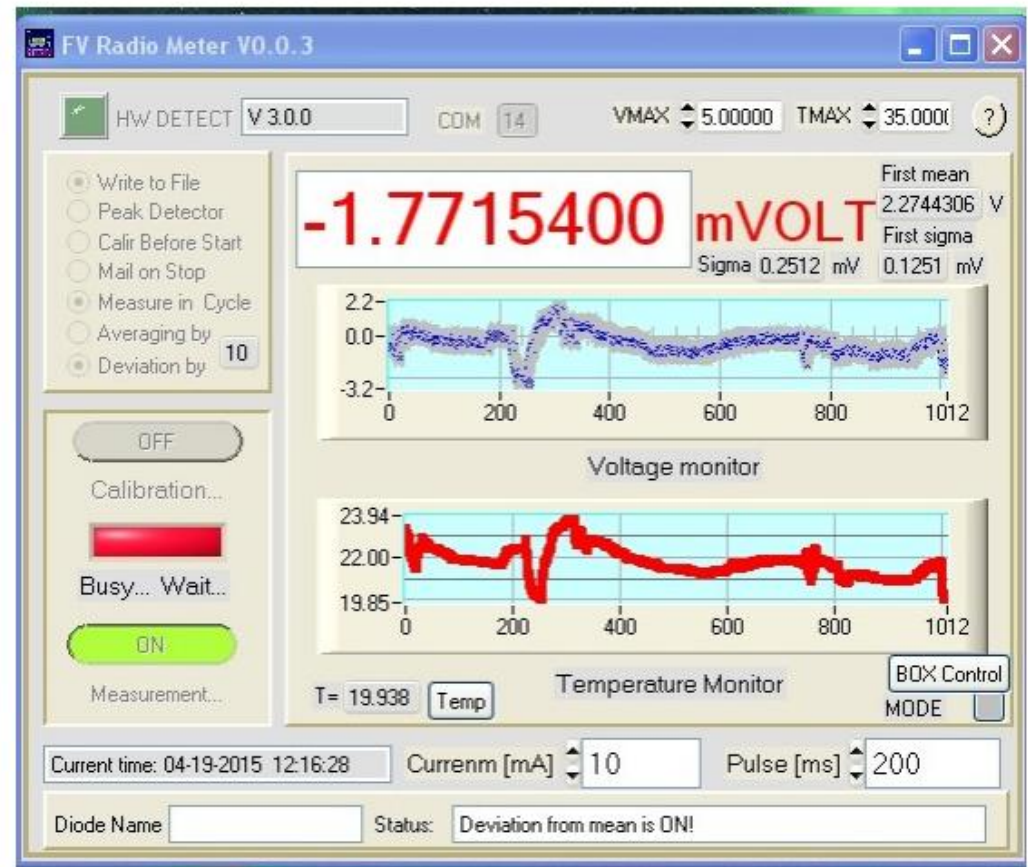 FV Radio Meter V0.0.3
HW DETECT V 3.0.0 COM 14 VMAX 5.00000 TMAX 35.000( ?
Write to File
Peak Detector
Calir Before Start
Mail on Stop
Measure in Cycle
Averaging by
Deviation by 10
-1.7715400 mVOLT
First mean
2.2744306 V
First sigma
Sigma 0.2512 mV 0.1251 mV
2.2
0.0
-3.2
0 200 400 600 800 1012
Voltage monitor
OFF
Calibration...
Busy... Wait...
ON
Measurement...
23.94
22.00
19.85
0 200 400 600 800 1012
Temperature Monitor
T= 19.938 Temp
BOX Control
MODE
Current time: 04-19-2015 12:16:28 Currenm [mA] 10 Pulse [ms] 200
Diode Name Status: Deviation from mean is ON!